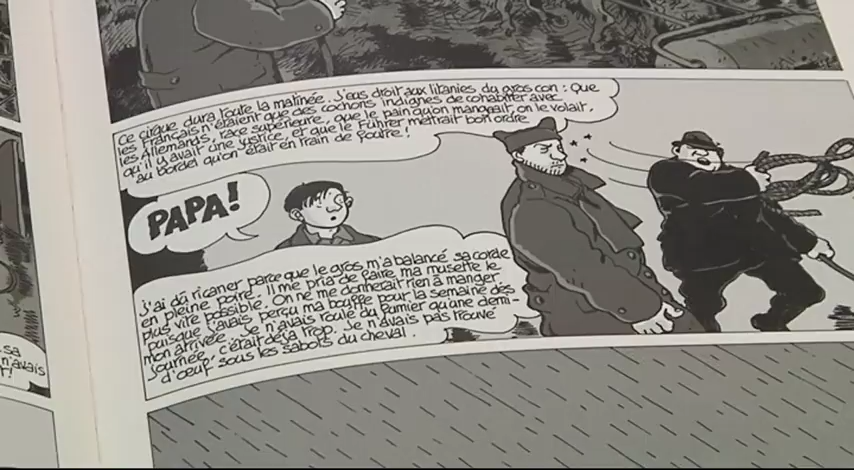 Ce cirque dura toute la matinée. J'eus droit aux litanies du gros con : Que
les Français n'étaient que des cochons indignes de cohabiter avec
les Allemands, race supérieure, que le pain qu'on mangeait, on le volait,
qu'il y avait une justice, et que le Führer mettrait bon ordre
au bordel qu'on était en train de foutre !
PAPA!
J'ai dû ricaner parce que le gros m'a balancé sa corde
en pleine poire. Il me pria de faire ma musette le
plus vite possible. On ne me donnerait rien à manger
puisque j'avais perçu ma bouffe pour la semaine dès
mon arrivée. Je n'avais roulé du fumier qu'une demi-
journée, c'était déjà trop. Je n'avais pas trouvé
d'oeuf sous les sabots du cheval.
sa
n'avais